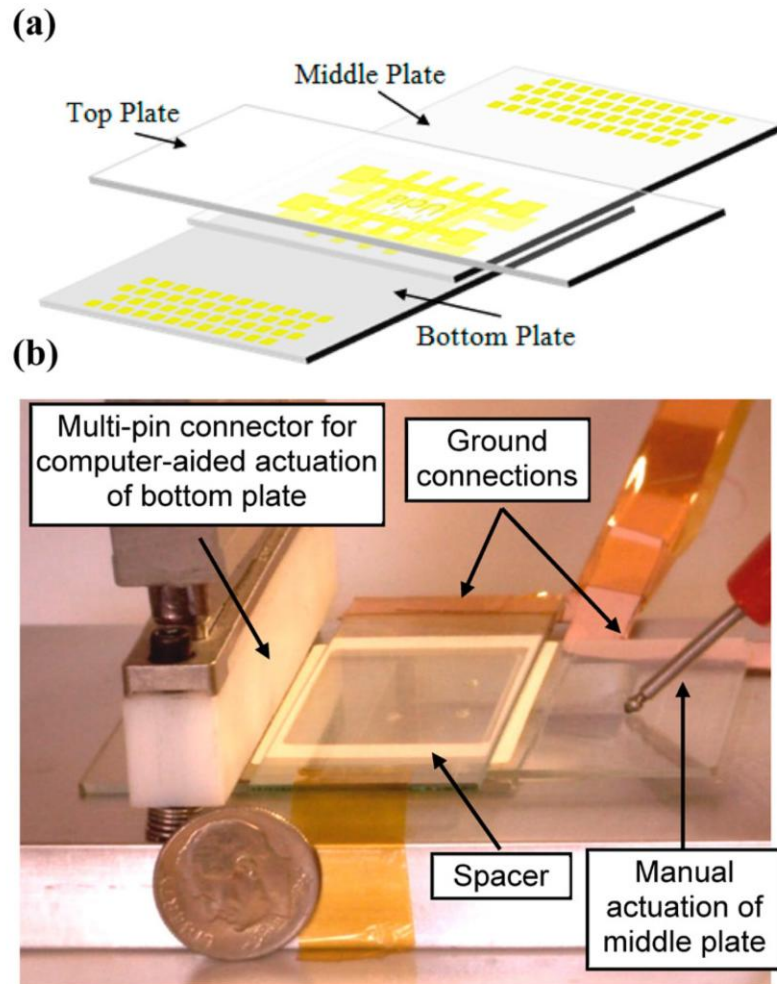 (a)
Middle Plate
Top Plate
Ucla
Bottom Plate
(b)
Multi-pin connector for
computer-aided actuation
of bottom plate
Ground
connections
Spacer
Manual
actuation of
middle plate